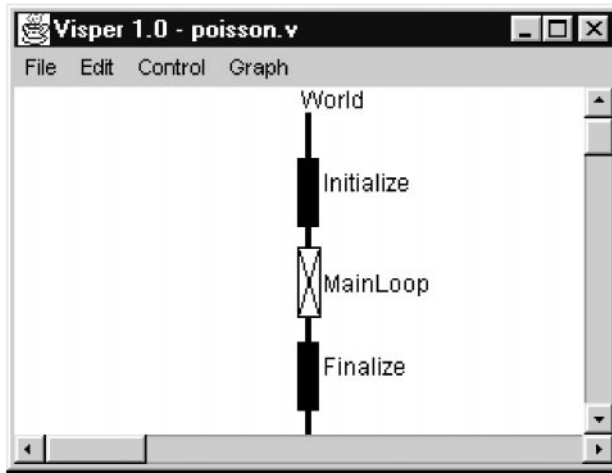 Visper 1.0 - poisson.v
File Edit Control Graph
World
Initialize
MainLoop
Finalize